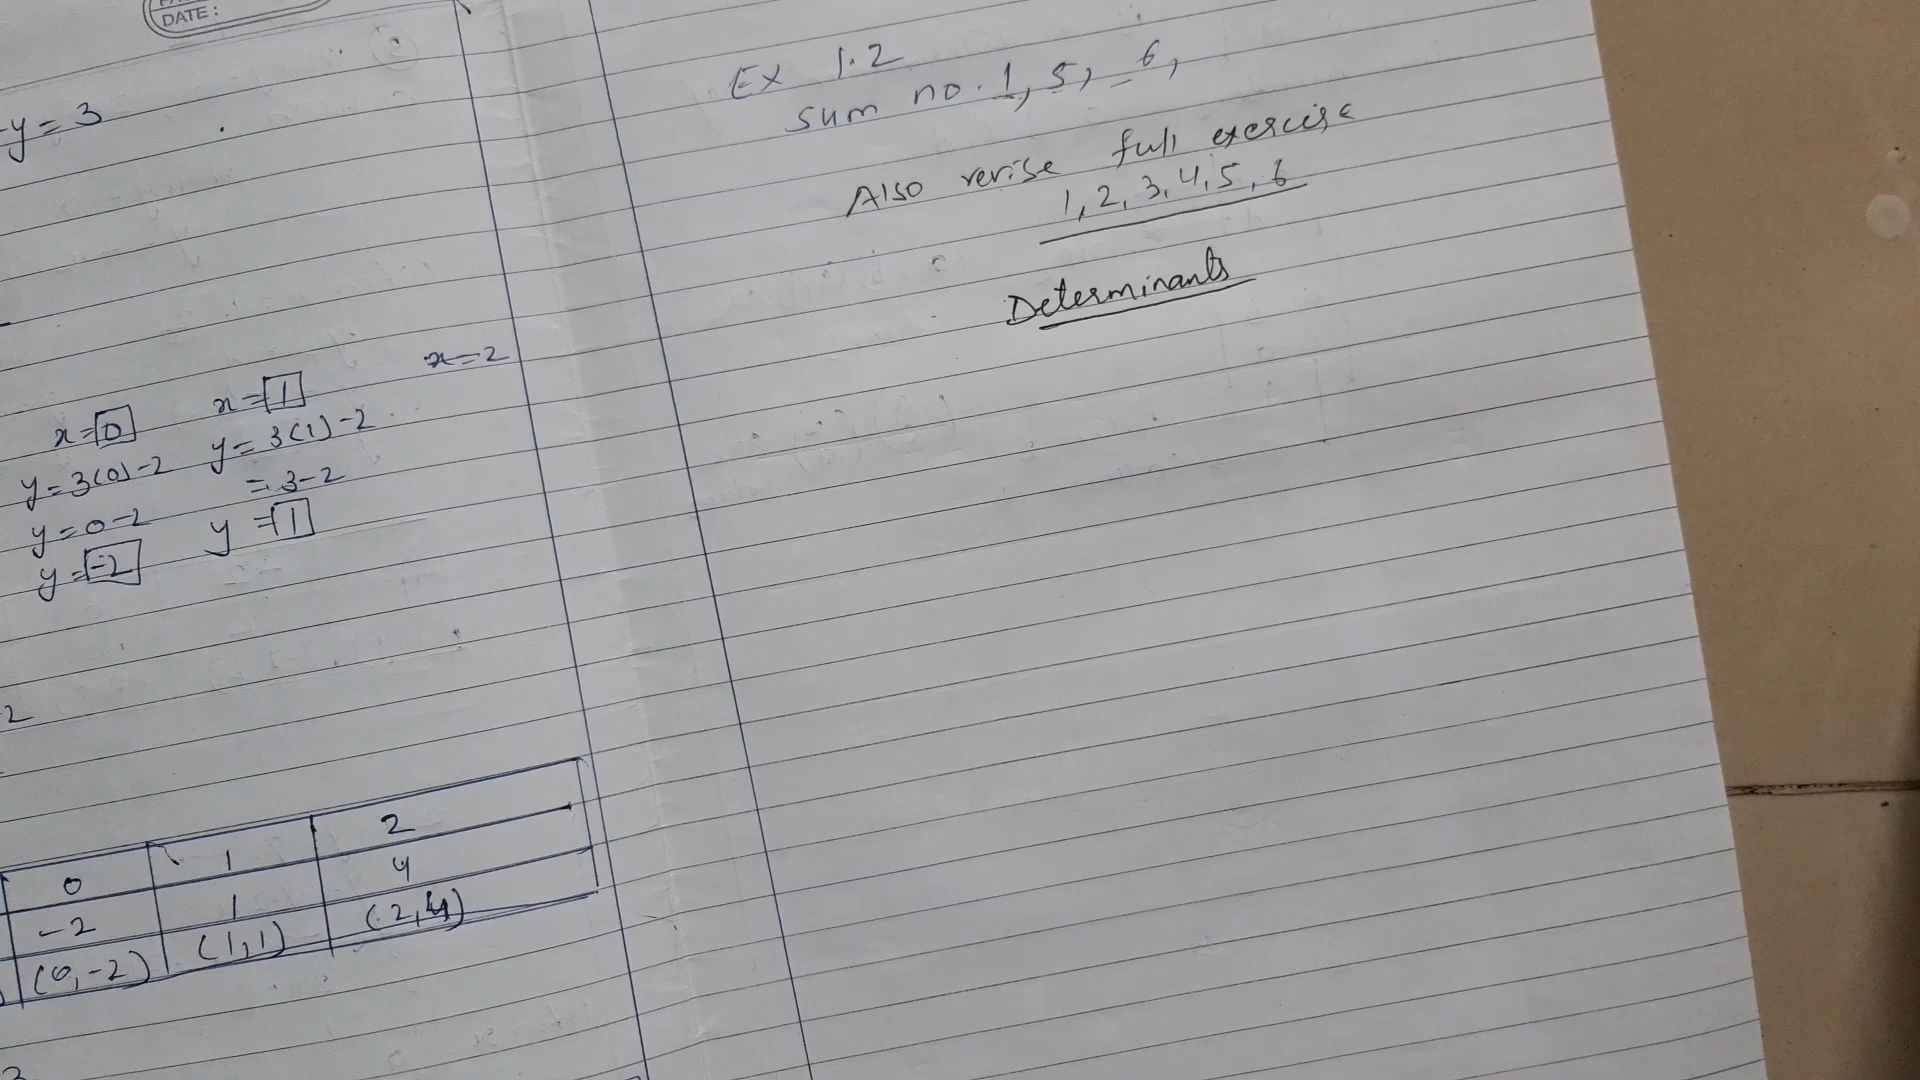 DATE:
-y = 3
x = 0
y = 3(0) - 2
y = 0 - 2
y = -2
x = 1
y = 3(1) - 2
= 3 - 2
y = 1
x = 2
2
0 1 2
-2 1 4
(0, -2) (1, 1) (2, 4)
Ex 1.2
Sum no. 1, 5, 6,
Also revise full exercise
1, 2, 3, 4, 5, 6
Determinants